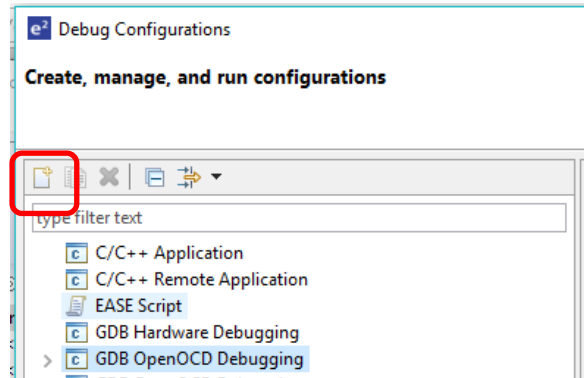 e² Debug Configurations
Create, manage, and run configurations
type filter text
C/C++ Application
C/C++ Remote Application
EASE Script
GDB Hardware Debugging
GDB OpenOCD Debugging